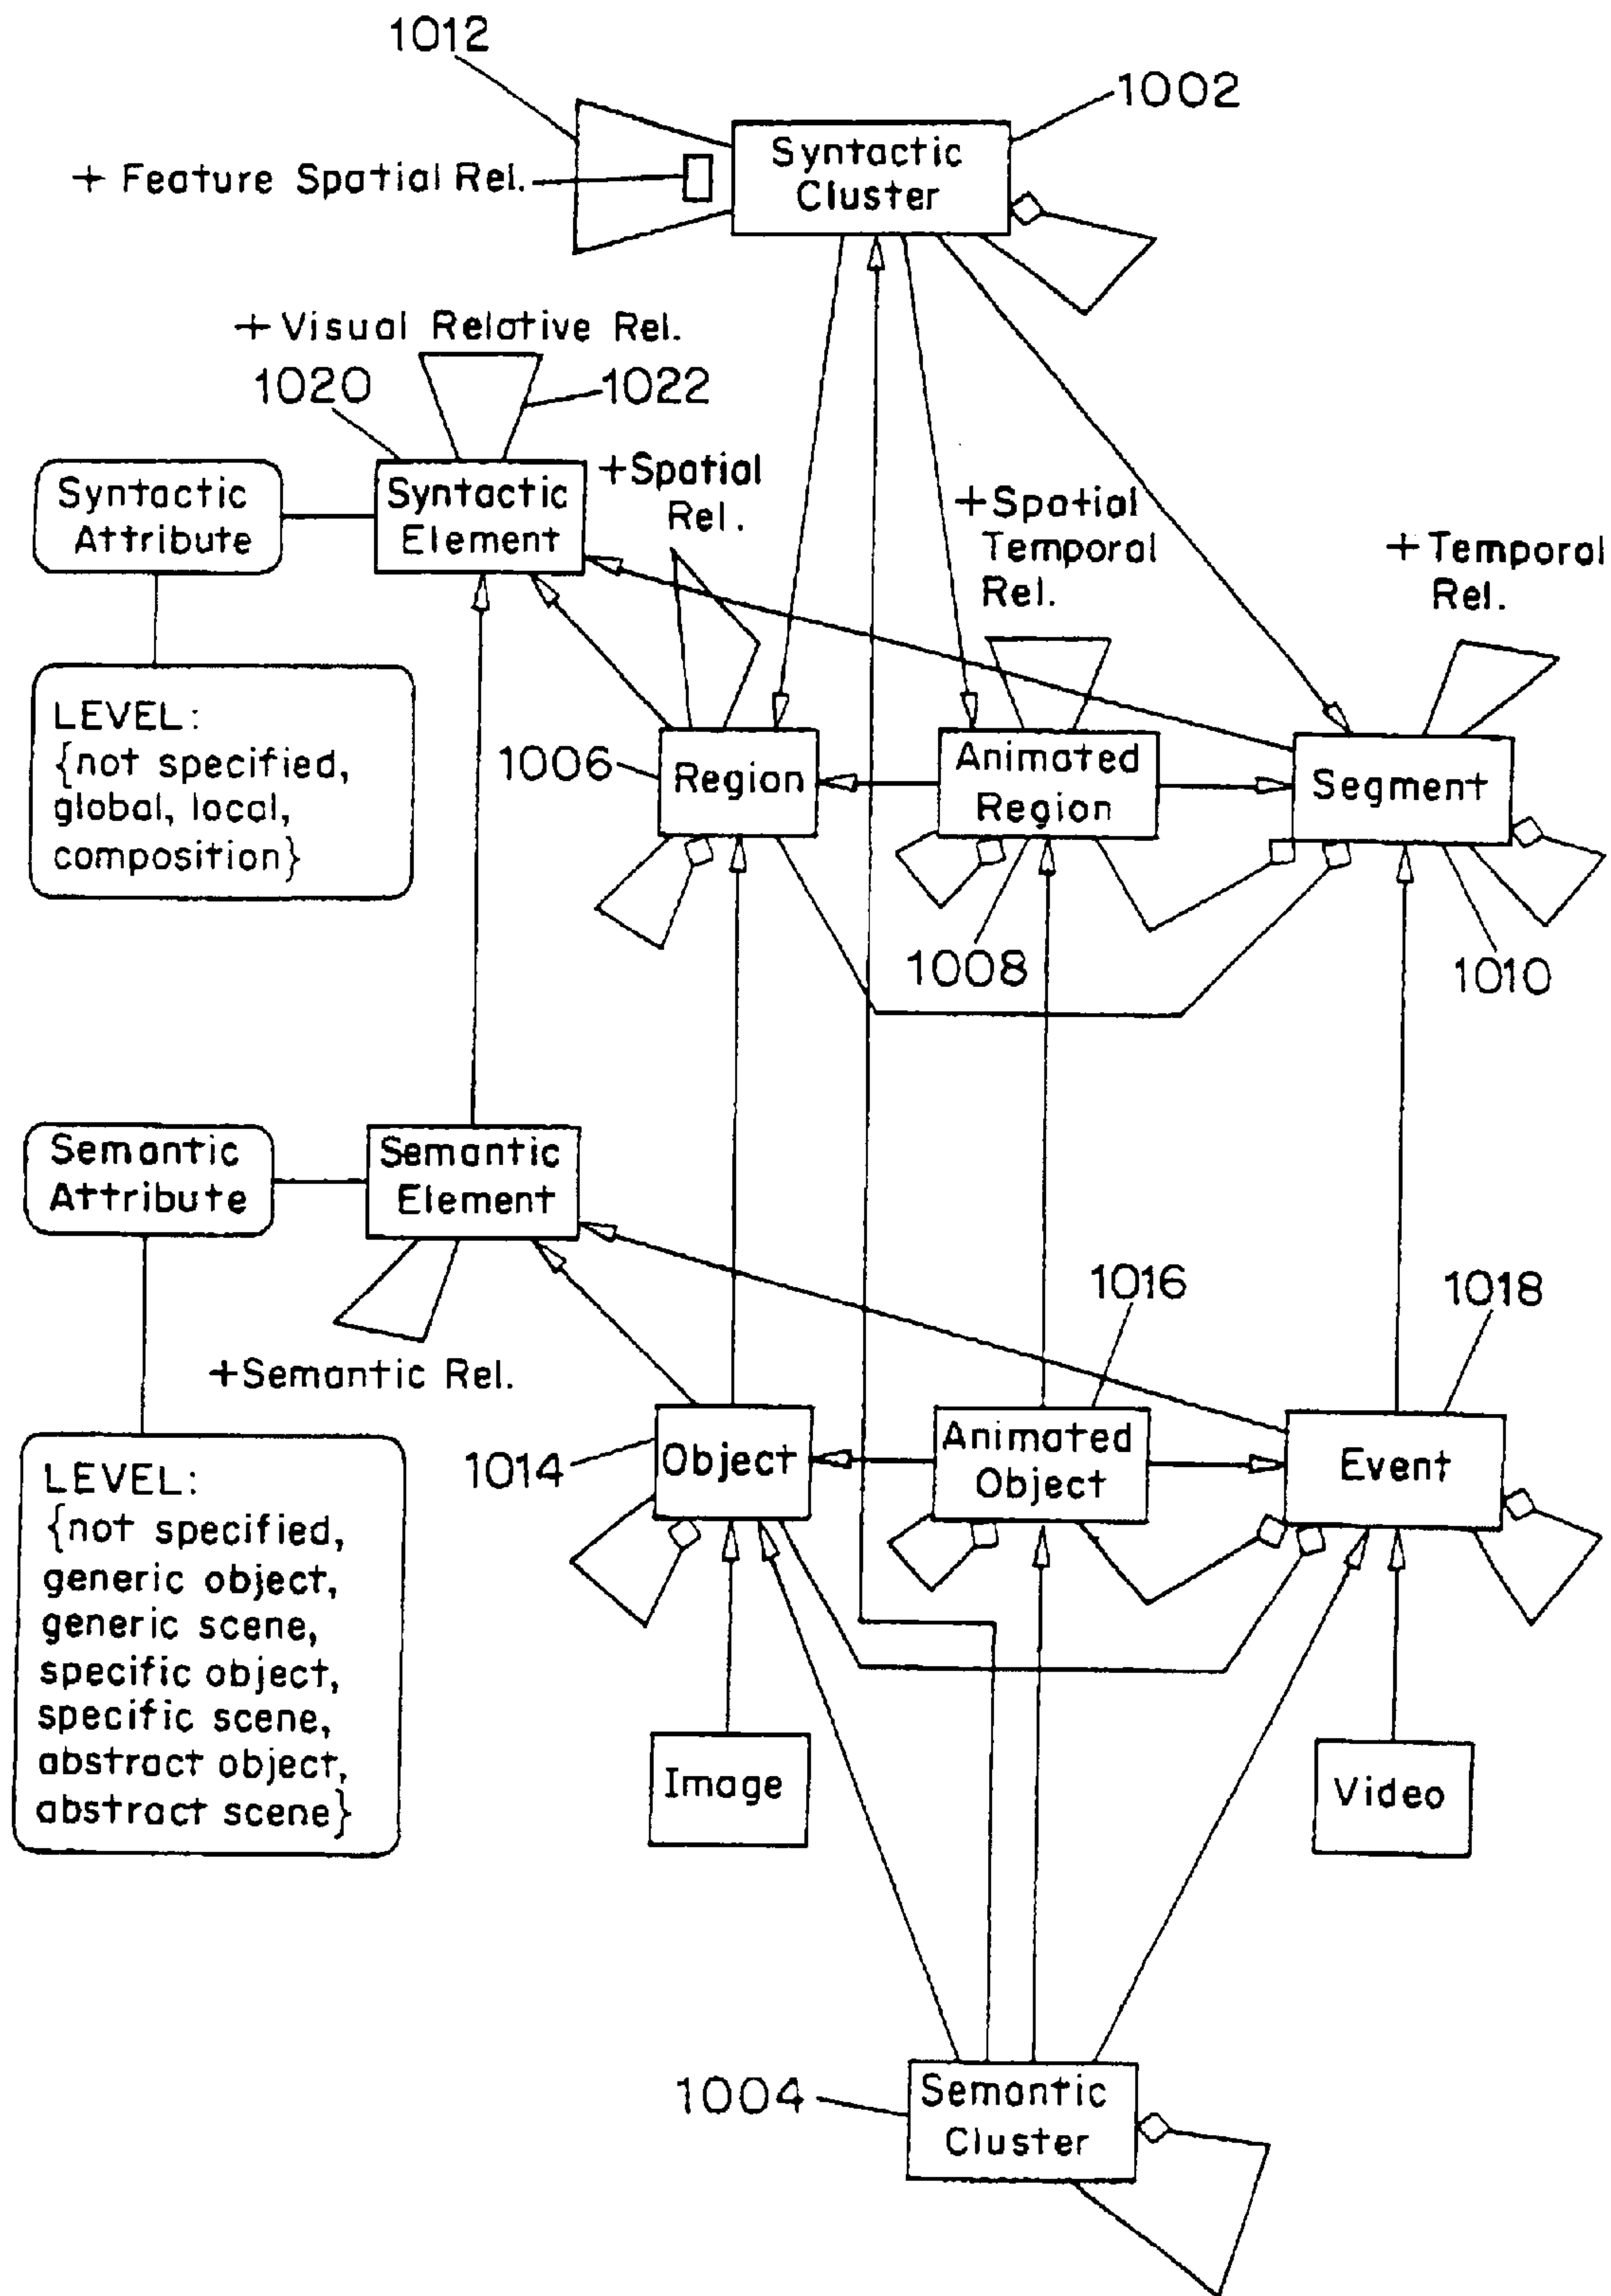 1012
1002
Syntactic
Cluster
+ Feature Spatial Rel.
+ Visual Relative Rel.
1020
1022
Syntactic
Attribute
Syntactic
Element
+Spatial
Rel.
+Spatial
Temporal
Rel.
+ Temporal
Rel.
LEVEL:
{not specified,
global, local,
composition}
1006
Region
Animated
Region
Segment
1008
1010
Semantic
Attribute
Semantic
Element
+Semantic Rel.
1016
1018
1014
Object
Animated
Object
Event
LEVEL:
{not specified,
generic object,
generic scene,
specific object,
specific scene,
abstract object,
abstract scene}
Image
Video
1004
Semantic
Cluster